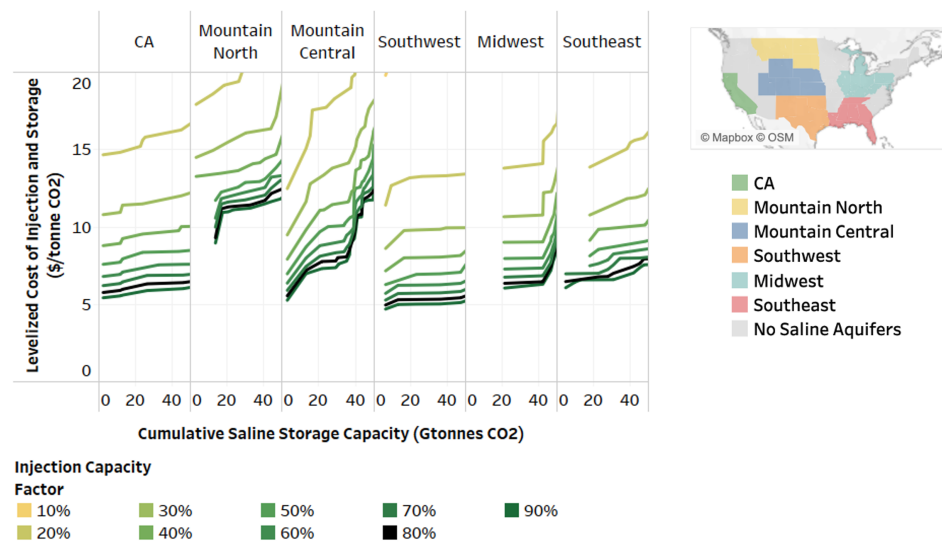 CA
Mountain North
Mountain Central
Southwest
Midwest
Southeast
Levelized Cost of Injection and Storage
($/tonne CO2)
20
15
10
5
0
0 20 40 0 20 40 0 20 40 0 20 40 0 20 40 0 20 40
Cumulative Saline Storage Capacity (Gtonnes CO2)
Injection Capacity
Factor
10% 30% 50% 70% 90%
20% 40% 60% 80%
© Mapbox © OSM
CA
Mountain North
Mountain Central
Southwest
Midwest
Southeast
No Saline Aquifers